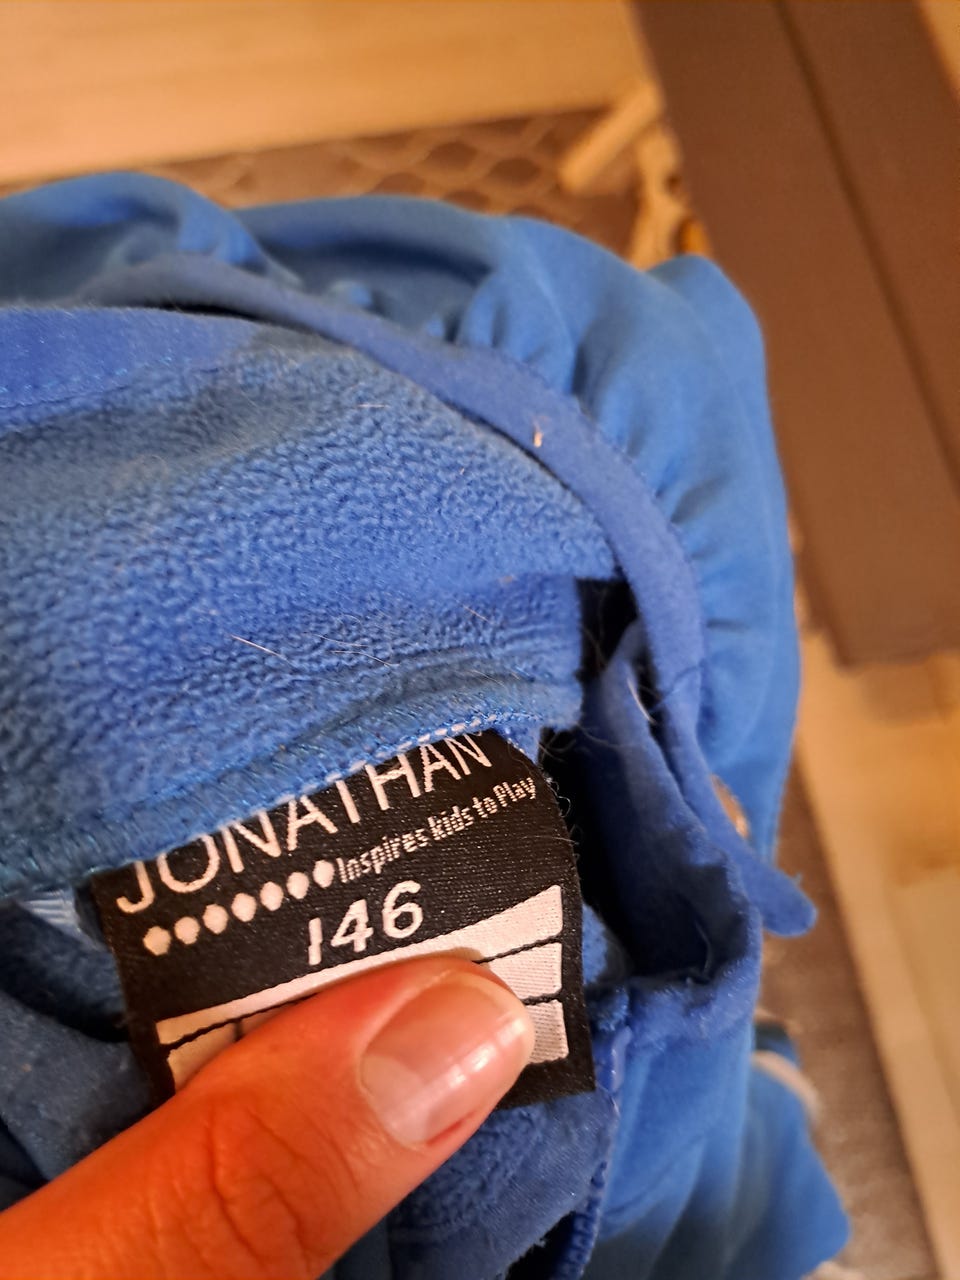 JONATHAN
Inspires kids to Play
146